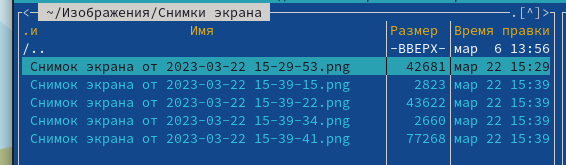 <─ ~/Изображения/Снимки экрана .[^]>
.и Имя Размер Время правки
/.. -ВВЕРХ- мар 6 13:56
Снимок экрана от 2023-03-22 15-29-53.png 42681 мар 22 15:29
Снимок экрана от 2023-03-22 15-39-15.png 2823 мар 22 15:39
Снимок экрана от 2023-03-22 15-39-22.png 43622 мар 22 15:39
Снимок экрана от 2023-03-22 15-39-34.png 2660 мар 22 15:39
Снимок экрана от 2023-03-22 15-39-41.png 77268 мар 22 15:39